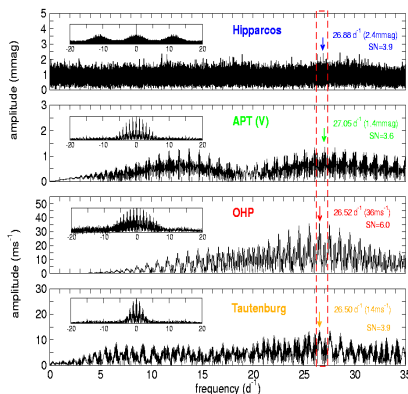 Hipparcos
26.88 d⁻¹ (2.4mmag)
SN=3.9
amplitude (mmag)
5
4
3
2
1
0
-20 -10 0 10 20
APT (V)
27.05 d⁻¹ (1.4mmag)
SN=3.6
3
2
1
0
-20 -10 0 10 20
OHP
26.52 d⁻¹ (36ms⁻¹)
SN=6.0
amplitude (ms⁻¹)
50
40
30
20
10
0
-20 -10 0 10 20
Tautenburg
26.50 d⁻¹ (14ms⁻¹)
SN=3.9
30
20
10
0
-20 -10 0 10 20
0 5 10 15 20 25 30 35
frequency (d⁻¹)